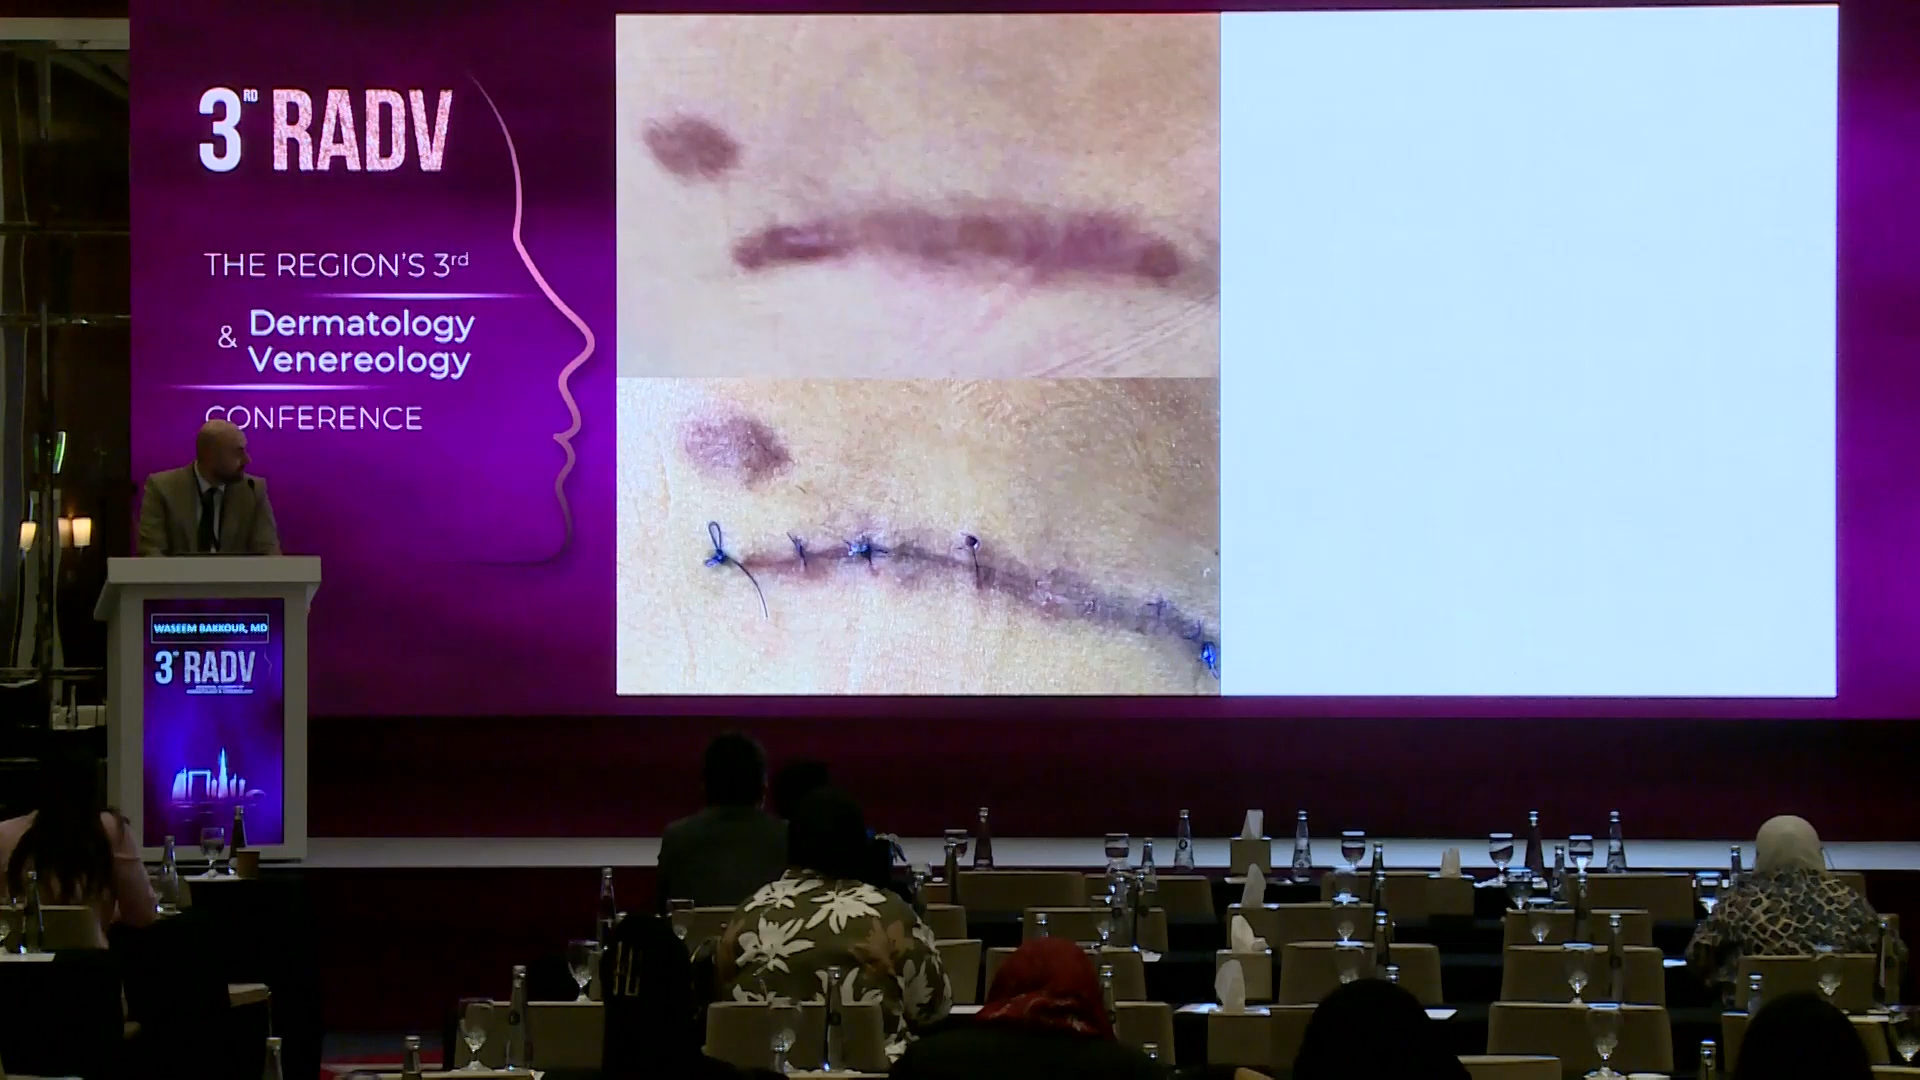 3RD RADV
THE REGION'S 3rd
& Dermatology
Venereology
CONFERENCE
WASEEM BAKKOUR, MD
3RD RADV